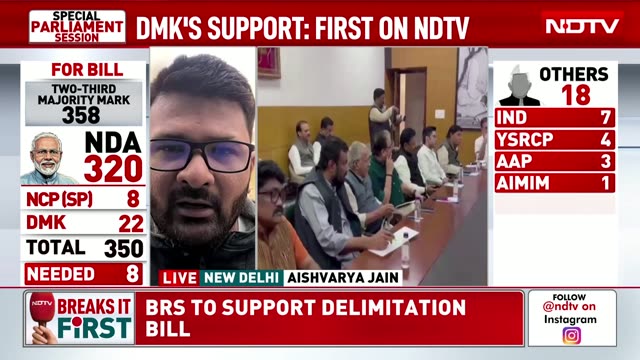 SPECIAL
PARLIAMENT
SESSION
DMK'S SUPPORT: FIRST ON NDTV
NDTV
FOR BILL
TWO-THIRD
MAJORITY MARK
358
NDA
320
NCP(SP) 8
DMK 22
TOTAL 350
NEEDED 8
OTHERS
18
IND 7
YSRCP 4
AAP 3
AIMIM 1
LIVE NEW DELHI AISHVARYA JAIN
NDTV
BREAKS IT
FIRST
BRS TO SUPPORT DELIMITATION
BILL
FOLLOW
@ndtv on
Instagram